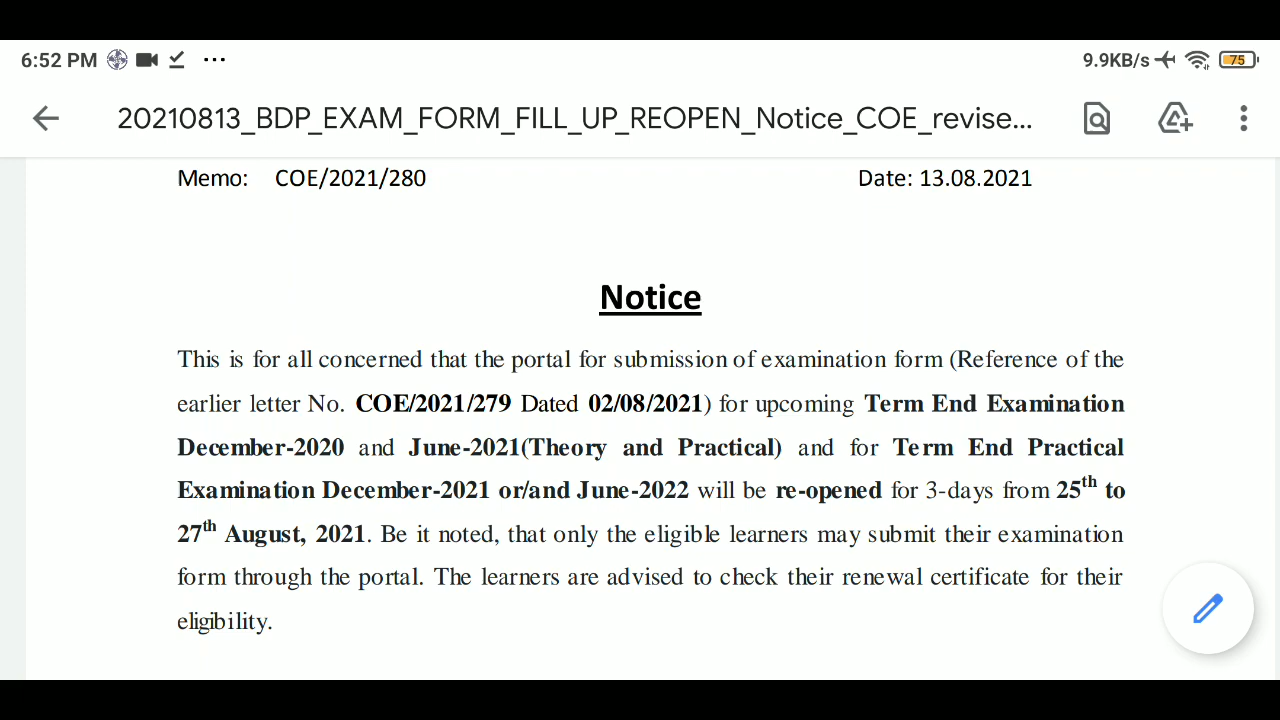 6:52 PM ... 9.9KB/s 75
20210813_BDP_EXAM_FORM_FILL_UP_REOPEN_Notice_COE_revise...
Memo: COE/2021/280 Date: 13.08.2021
Notice
This is for all concerned that the portal for submission of examination form (Reference of the
earlier letter No. COE/2021/279 Dated 02/08/2021) for upcoming Term End Examination
December-2020 and June-2021(Theory and Practical) and for Term End Practical
Examination December-2021 or/and June-2022 will be re-opened for 3-days from 25th to
27th August, 2021. Be it noted, that only the eligible learners may submit their examination
form through the portal. The learners are advised to check their renewal certificate for their
eligibility.